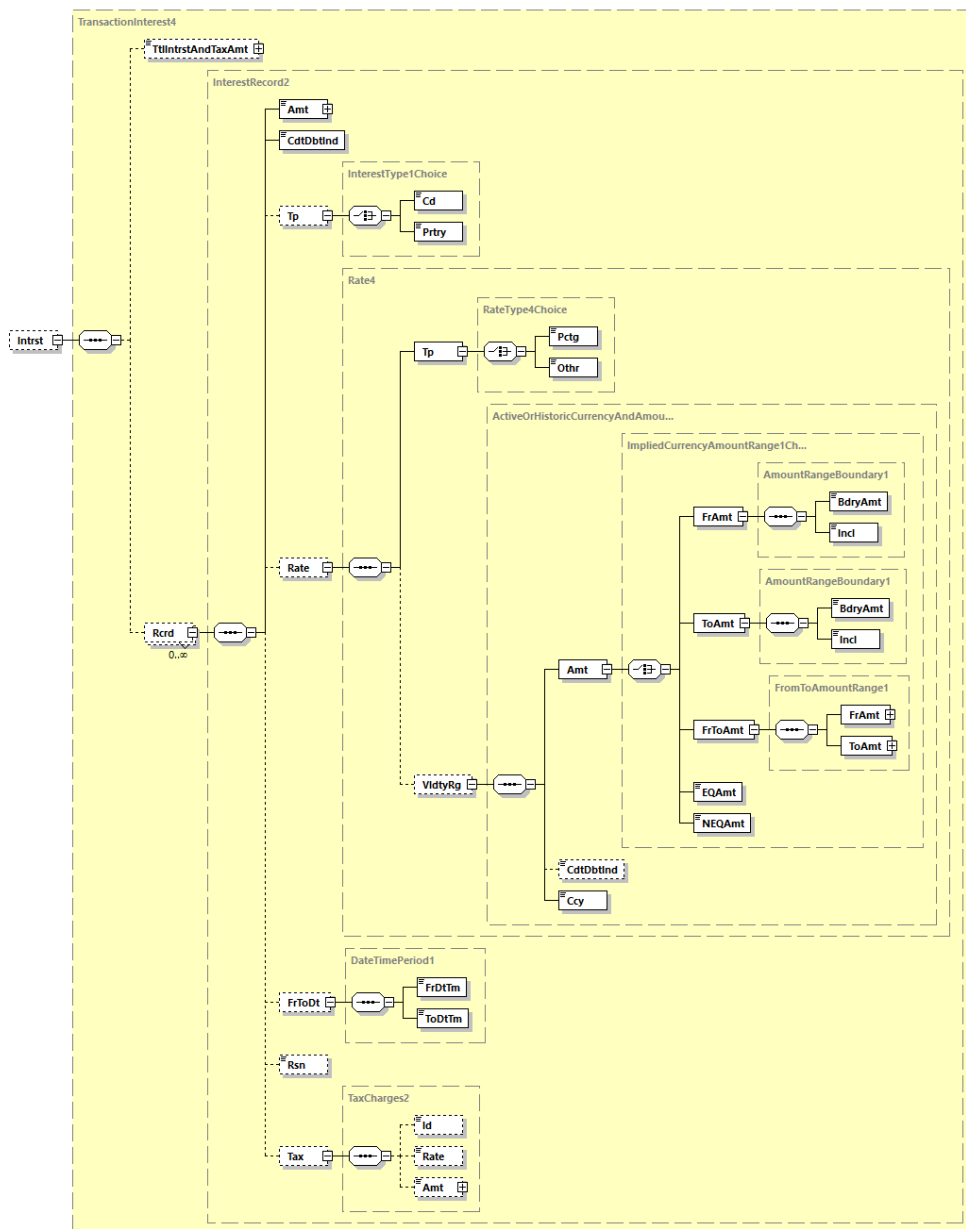 TransactionInterest4
TtlIntrstAndTaxAmt
InterestRecord2
Amt
CdtDbtInd
InterestType1Choice
Cd
Tp
Prtry
Rate4
RateType4Choice
Pctg
Intrst
Tp
Othr
ActiveOrHistoricCurrencyAndAmou...
ImpliedCurrencyAmountRange1Ch...
AmountRangeBoundary1
BdryAmt
FrAmt
Incl
Rate
AmountRangeBoundary1
BdryAmt
ToAmt
Rcrd
Incl
0..∞
Amt
FromToAmountRange1
FrAmt
FrToAmt
ToAmt
VldtyRg
EQAmt
NEQAmt
CdtDbtInd
Ccy
DateTimePeriod1
FrDtTm
FrToDt
ToDtTm
Rsn
TaxCharges2
Id
Tax
Rate
Amt